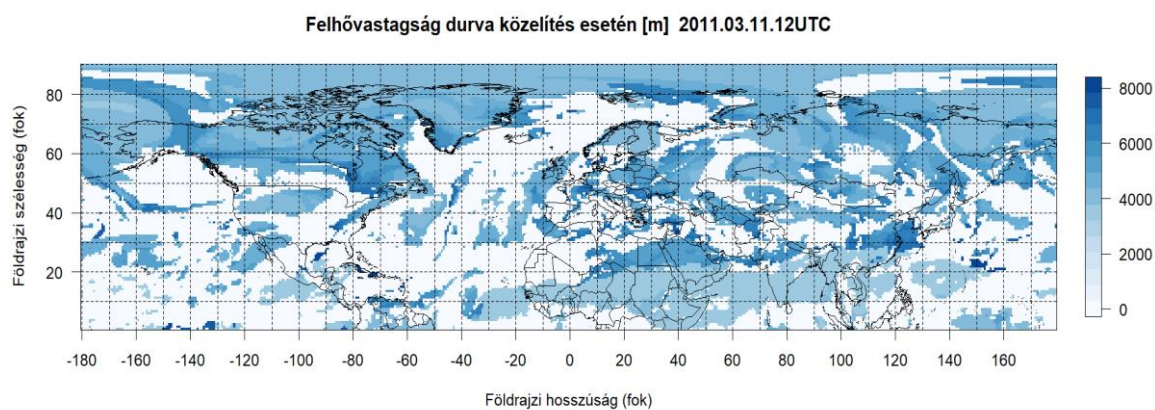 Felhővastagság durva közelítés esetén [m] 2011.03.11.12UTC
Földrajzi szélesség (fok)
80
60
40
20
-180 -160 -140 -120 -100 -80 -60 -40 -20 0 20 40 60 80 100 120 140 160
Földrajzi hosszúság (fok)
8000
6000
4000
2000
0